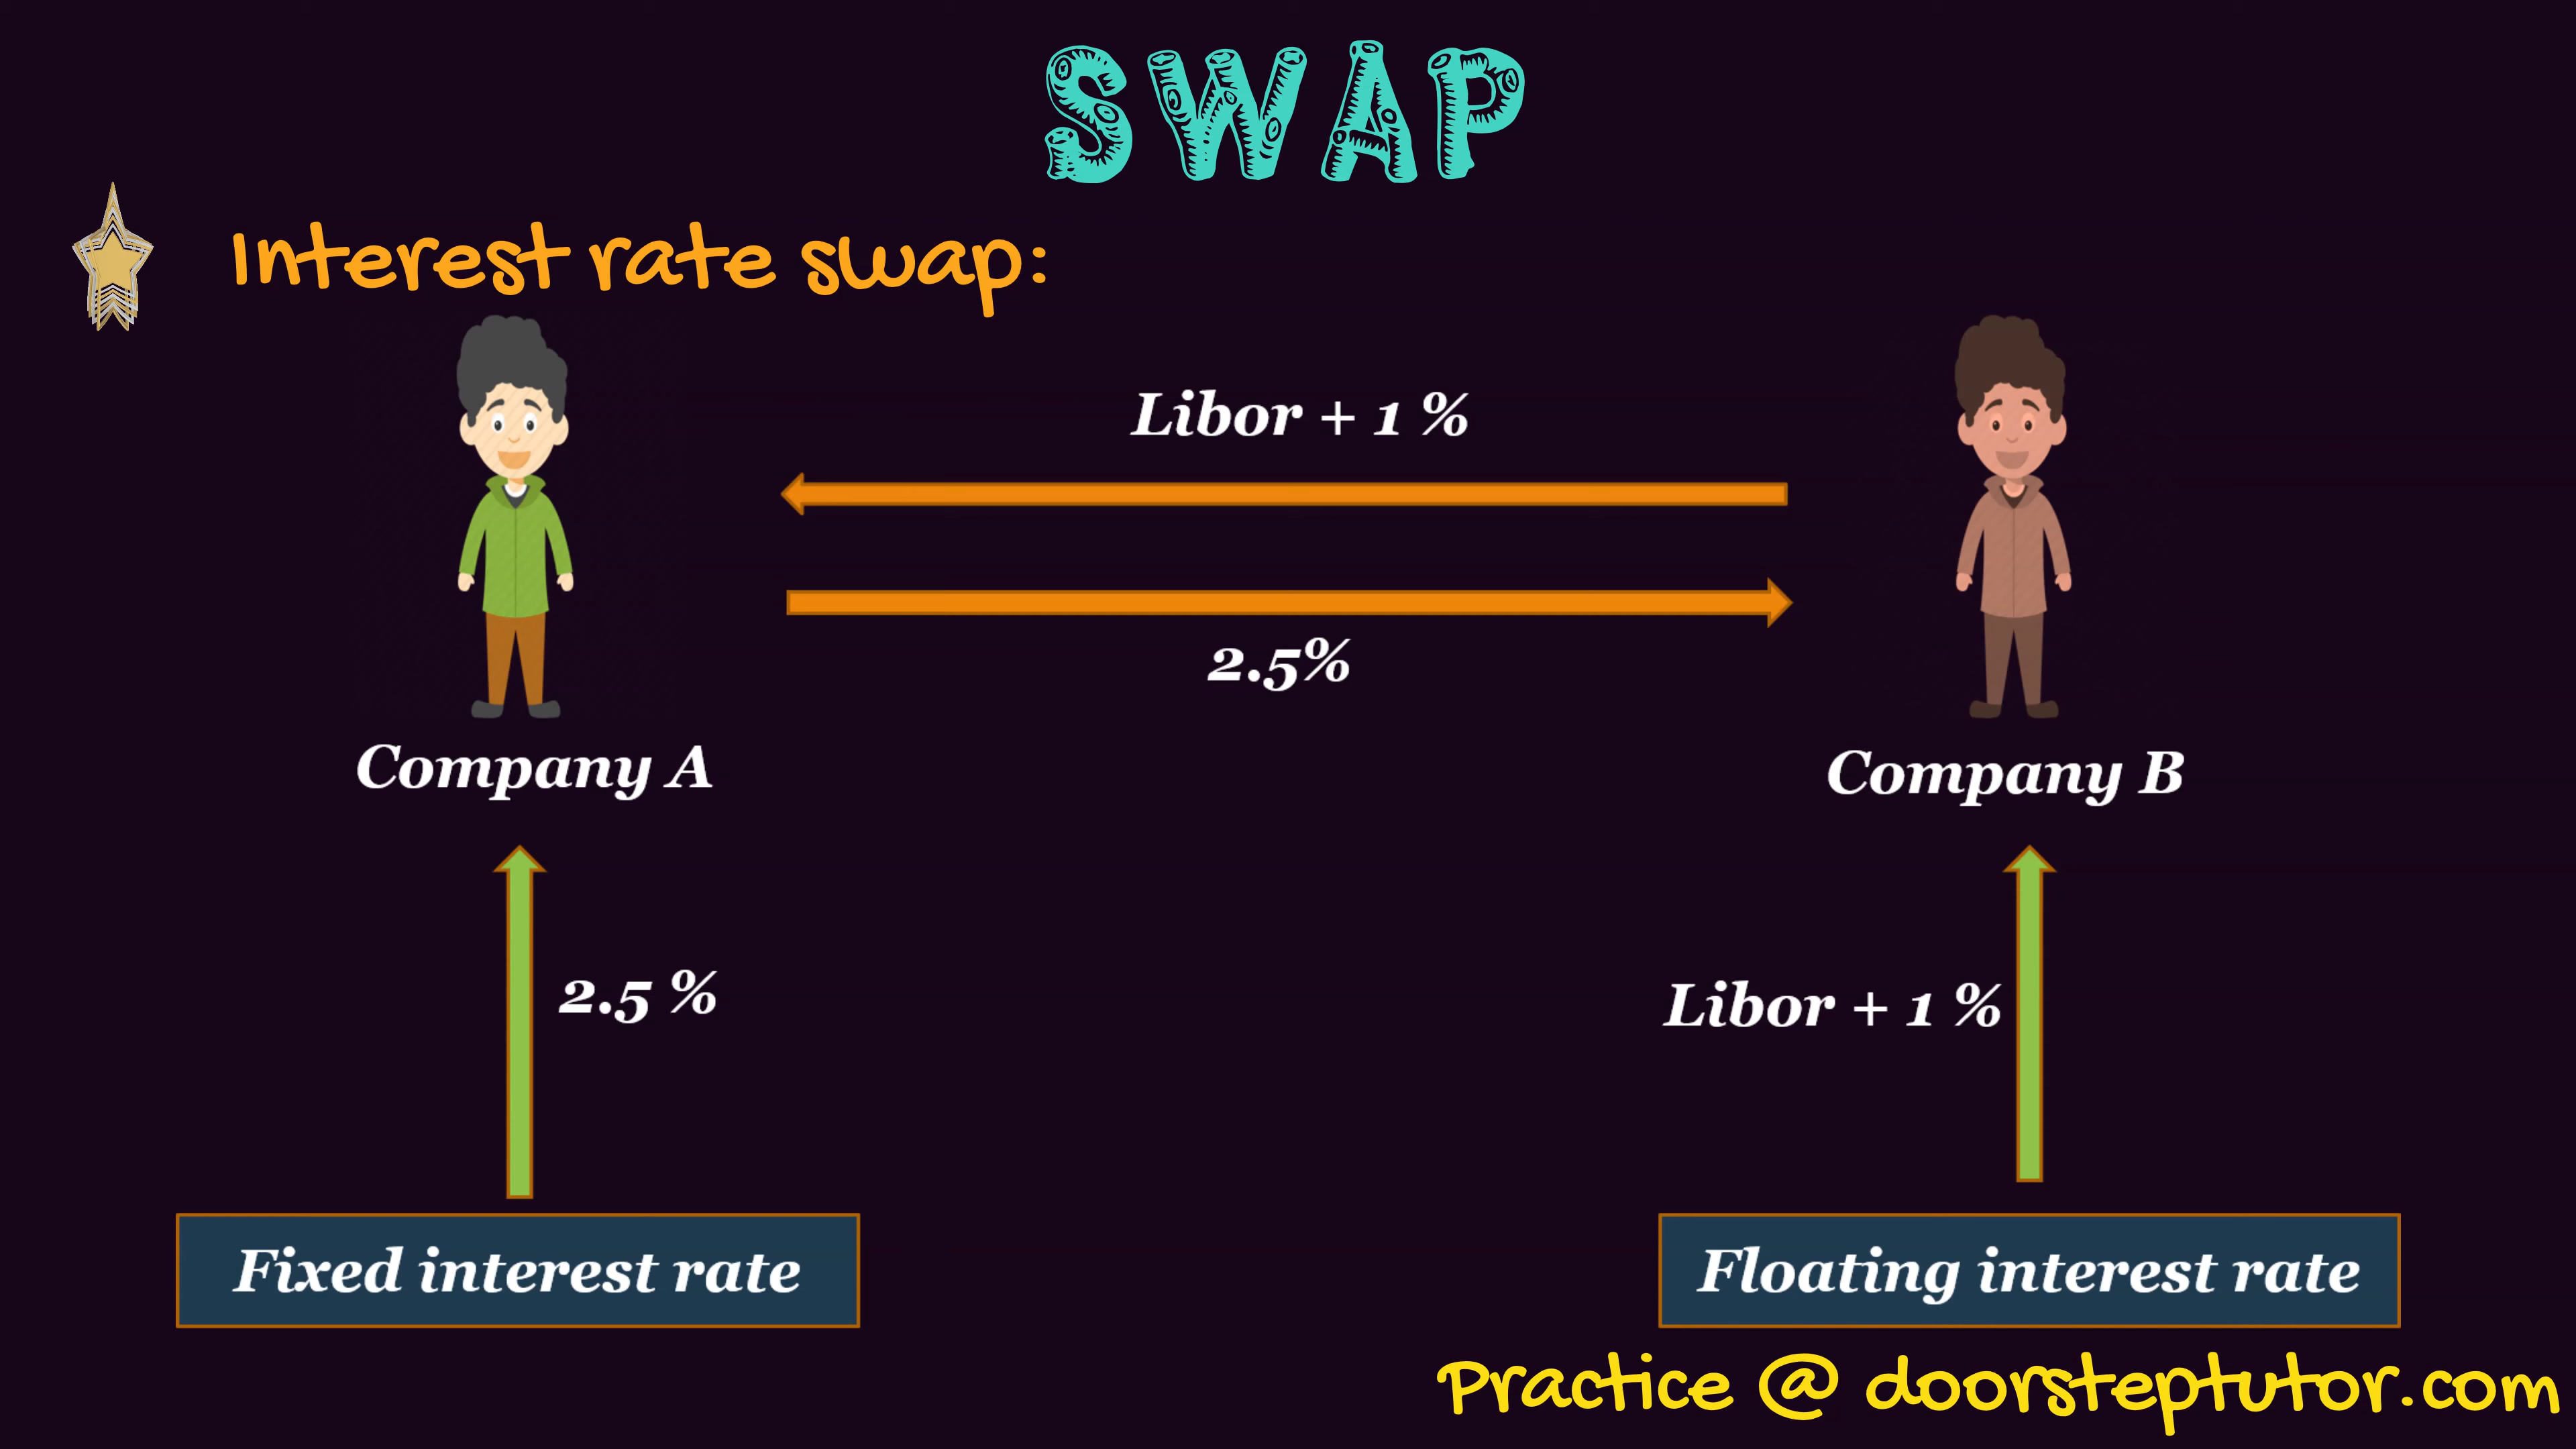 SWAP
Interest rate swap:
Libor + 1 %
2.5%
Company A
Company B
2.5 %
Libor + 1 %
Fixed interest rate
Floating interest rate
Practice @ doorsteptutor.com